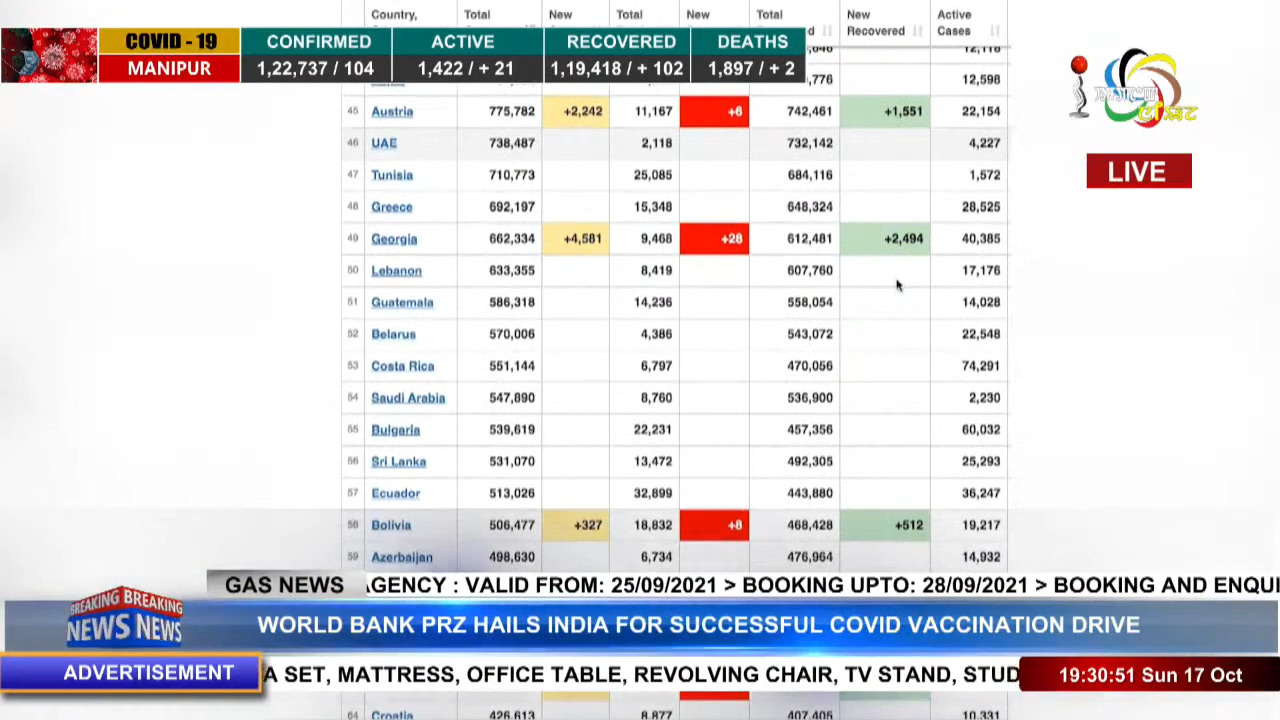 Country, Total New Total New Total New Active
Recovered Cases
COVID - 19 CONFIRMED ACTIVE RECOVERED DEATHS
MANIPUR 1,22,737 / 104 1,422 / + 21 1,19,418 / + 102 1,897 / + 2
LIVE
,776 12,598
45 Austria 775,782 +2,242 11,167 +6 742,461 +1,551 22,154
46 UAE 738,487 2,118 732,142 4,227
47 Tunisia 710,773 25,085 684,116 1,572
48 Greece 692,197 15,348 648,324 28,525
49 Georgia 662,334 +4,581 9,468 +28 612,481 +2,494 40,385
50 Lebanon 633,355 8,419 607,760 17,176
51 Guatemala 586,318 14,236 558,054 14,028
52 Belarus 570,006 4,386 543,072 22,548
53 Costa Rica 551,144 6,797 470,056 74,291
54 Saudi Arabia 547,890 8,760 536,900 2,230
55 Bulgaria 539,619 22,231 457,356 60,032
56 Sri Lanka 531,070 13,472 492,305 25,293
57 Ecuador 513,026 32,899 443,880 36,247
58 Bolivia 506,477 +327 18,832 +8 468,428 +512 19,217
59 Azerbaijan 498,630 6,734 476,964 14,932
GAS NEWS AGENCY : VALID FROM: 25/09/2021 > BOOKING UPTO: 28/09/2021 > BOOKING AND ENQUI
BREAKING BREAKING
NEWS NEWS
WORLD BANK PRZ HAILS INDIA FOR SUCCESSFUL COVID VACCINATION DRIVE
ADVERTISEMENT A SET, MATTRESS, OFFICE TABLE, REVOLVING CHAIR, TV STAND, STUD 19:30:51 Sun 17 Oct
64 Croatia 426,613 8,877 407,405 10,331